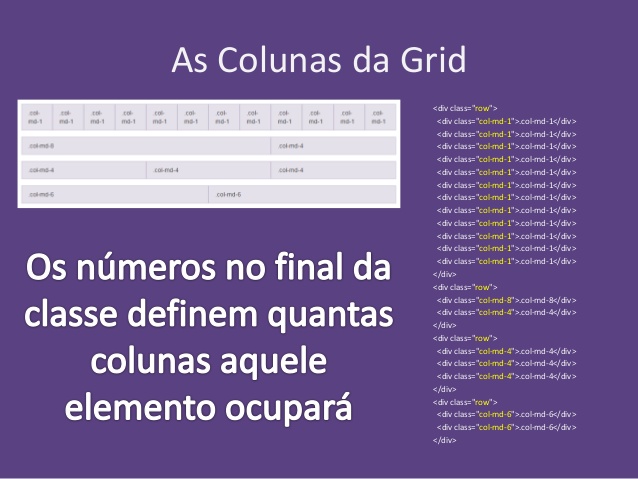 As Colunas da Grid
.col- .col- .col- .col- .col- .col- .col- .col- .col- .col- .col- .col-
md-1 md-1 md-1 md-1 md-1 md-1 md-1 md-1 md-1 md-1 md-1 md-1
.col-md-8 .col-md-4
.col-md-4 .col-md-4 .col-md-4
.col-md-6 .col-md-6
Os números no final da
classe definem quantas
colunas aquele
elemento ocupará
<div class="row">
<div class="col-md-1">.col-md-1</div>
<div class="col-md-1">.col-md-1</div>
<div class="col-md-1">.col-md-1</div>
<div class="col-md-1">.col-md-1</div>
<div class="col-md-1">.col-md-1</div>
<div class="col-md-1">.col-md-1</div>
<div class="col-md-1">.col-md-1</div>
<div class="col-md-1">.col-md-1</div>
<div class="col-md-1">.col-md-1</div>
<div class="col-md-1">.col-md-1</div>
<div class="col-md-1">.col-md-1</div>
<div class="col-md-1">.col-md-1</div>
</div>
<div class="row">
<div class="col-md-8">.col-md-8</div>
<div class="col-md-4">.col-md-4</div>
</div>
<div class="row">
<div class="col-md-4">.col-md-4</div>
<div class="col-md-4">.col-md-4</div>
<div class="col-md-4">.col-md-4</div>
</div>
<div class="row">
<div class="col-md-6">.col-md-6</div>
<div class="col-md-6">.col-md-6</div>
</div>